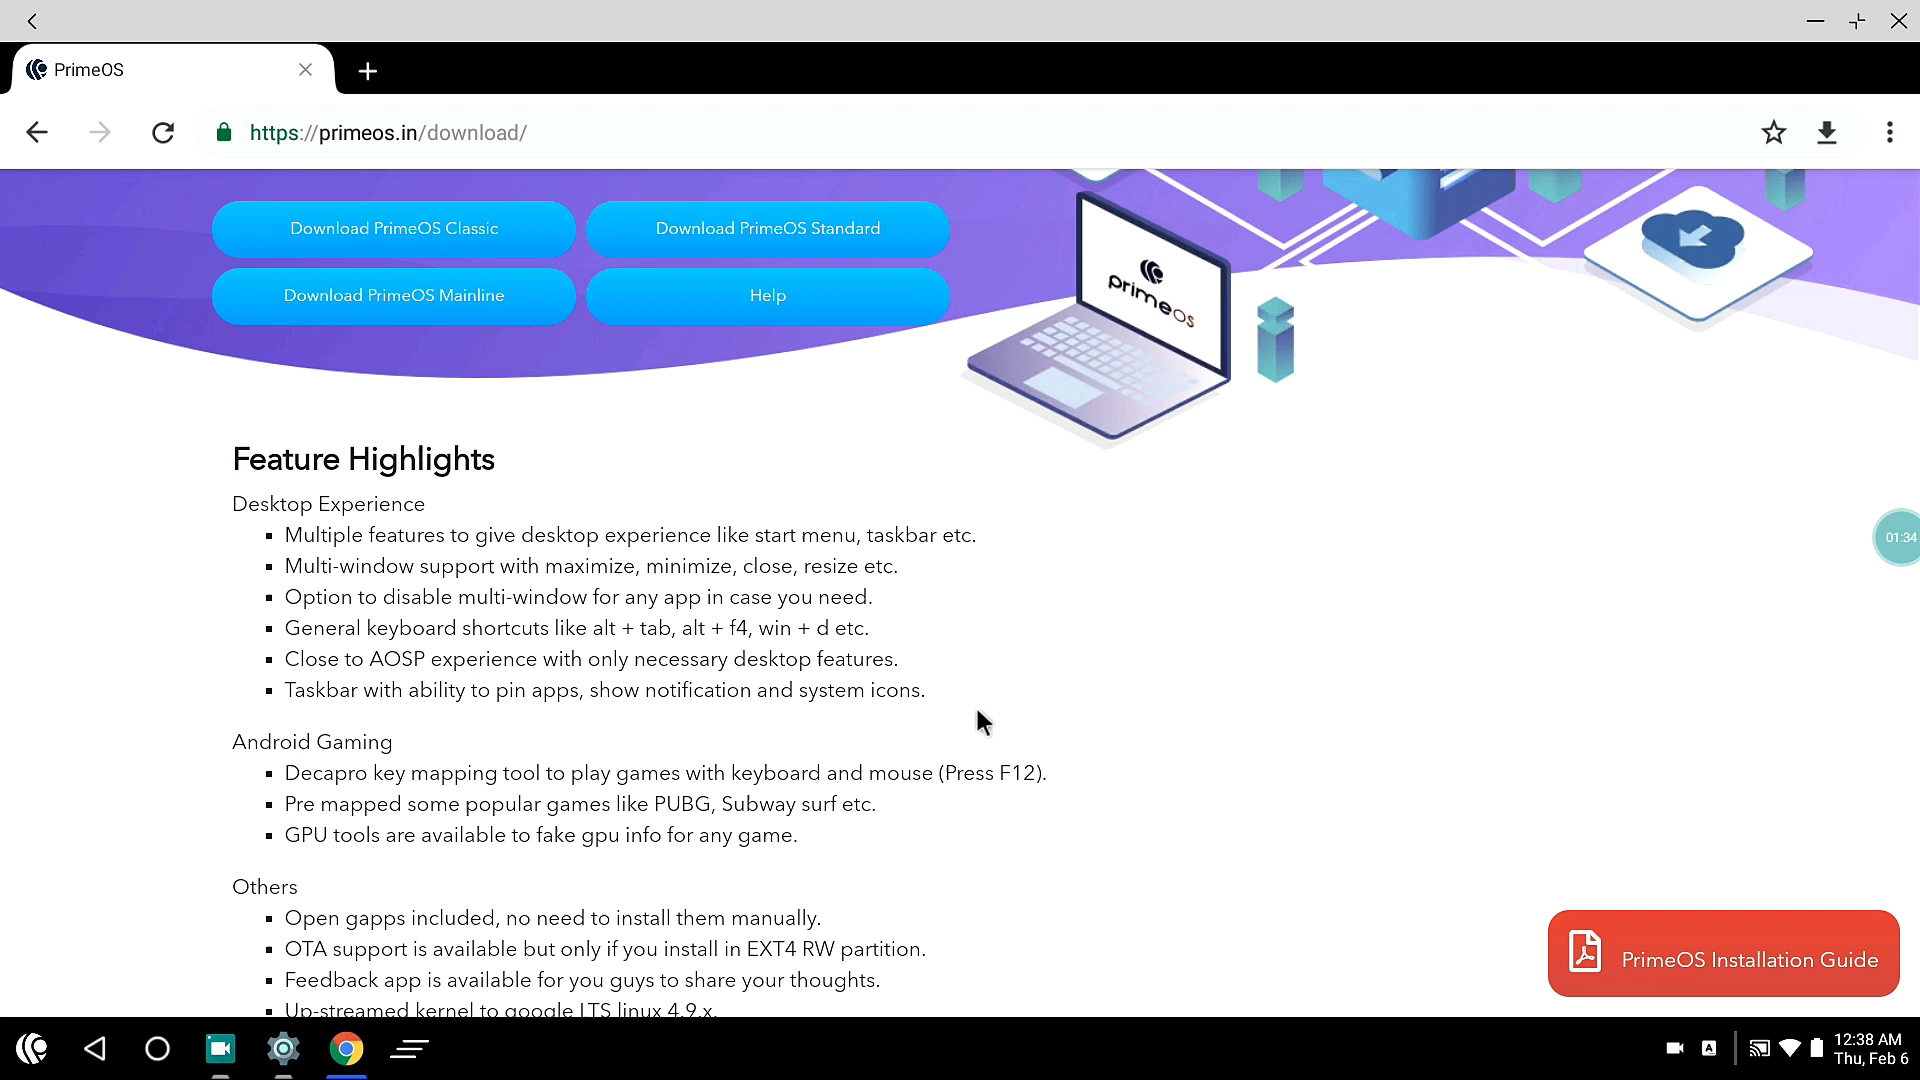 PrimeOS
https://primeos.in/download/
Download PrimeOS Classic
Download PrimeOS Standard
Download PrimeOS Mainline
Help
primeos
Feature Highlights
Desktop Experience
Multiple features to give desktop experience like start menu, taskbar etc.
Multi-window support with maximize, minimize, close, resize etc.
Option to disable multi-window for any app in case you need.
General keyboard shortcuts like alt + tab, alt + f4, win + d etc.
Close to AOSP experience with only necessary desktop features.
Taskbar with ability to pin apps, show notification and system icons.
01:34
Android Gaming
Decapro key mapping tool to play games with keyboard and mouse (Press F12).
Pre mapped some popular games like PUBG, Subway surf etc.
GPU tools are available to fake gpu info for any game.
Others
Open gapps included, no need to install them manually.
OTA support is available but only if you install in EXT4 RW partition.
Feedback app is available for you guys to share your thoughts.
Up-streamed kernel to google LTS linux 4.9.x.
PrimeOS Installation Guide
A
12:38 AM
Thu, Feb 6